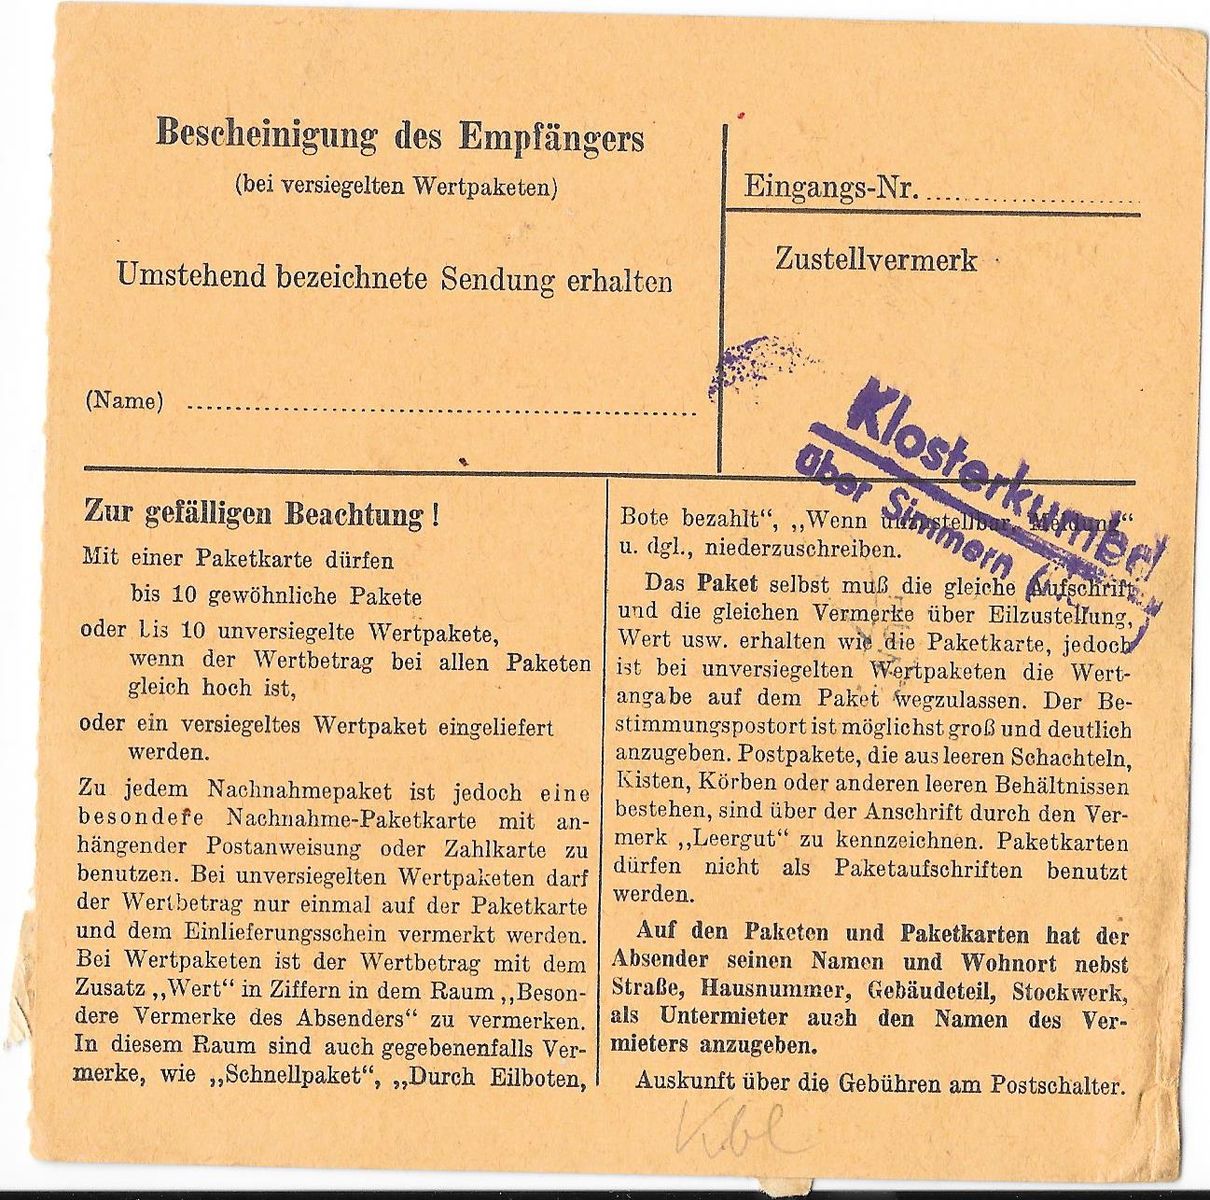 Bescheinigung des Empfängers
(bei versiegelten Wertpaketen)
Umstehend bezeichnete Sendung erhalten
(Name)
Eingangs-Nr.
Zustellvermerk
Klosterkumbd
über Simmern
Zur gefälligen Beachtung!
Mit einer Paketkarte dürfen
bis 10 gewöhnliche Pakete
oder bis 10 unversiegelte Wertpakete,
wenn der Wertbetrag bei allen Paketen
gleich hoch ist,
oder ein versiegeltes Wertpaket eingeliefert
werden.
Zu jedem Nachnahmepaket ist jedoch eine
besondere Nachnahme-Paketkarte mit an-
hängender Postanweisung oder Zahlkarte zu
benutzen. Bei unversiegelten Wertpaketen darf
der Wertbetrag nur einmal auf der Paketkarte
und dem Einlieferungsschein vermerkt werden.
Bei Wertpaketen ist der Wertbetrag mit dem
Zusatz „Wert“ in Ziffern in dem Raum „Beson-
dere Vermerke des Absenders“ zu vermerken.
In diesem Raum sind auch gegebenenfalls Ver-
merke, wie „Schnellpaket“, „Durch Eilboten,
Bote bezahlt“, „Wenn unzustellbar, Meldung“
u. dgl., niederzuschreiben.
Das Paket selbst muß die gleiche Aufschrift
und die gleichen Vermerke über Eilzustellung,
Wert usw. erhalten wie die Paketkarte, jedoch
ist bei unversiegelten Wertpaketen die Wert-
angabe auf dem Paket wegzulassen. Der Be-
stimmungspostort ist möglichst groß und deutlich
anzugeben. Postpakete, die aus leeren Schachteln,
Kisten, Körben oder anderen leeren Behältnissen
bestehen, sind über der Anschrift durch den Ver-
merk „Leergut“ zu kennzeichnen. Paketkarten
dürfen nicht als Paketaufschriften benutzt
werden.
Auf den Paketen und Paketkarten hat der
Absender seinen Namen und Wohnort nebst
Straße, Hausnummer, Gebäudeteil, Stockwerk,
als Untermieter auch den Namen des Ver-
mieters anzugeben.
Auskunft über die Gebühren am Postschalter.